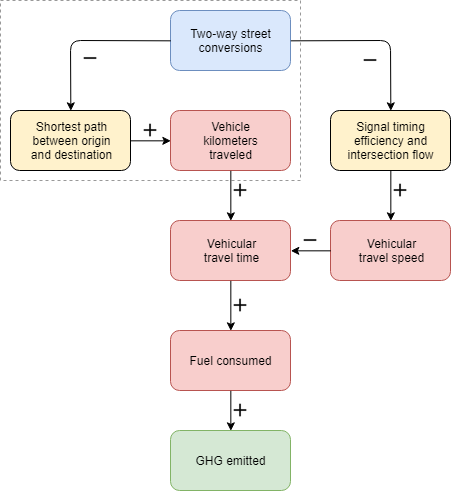 Two-way street
conversions
−
−
Shortest path
between origin
and destination
+
Vehicle
kilometers
traveled
Signal timing
efficiency and
intersection flow
+
+
Vehicular
travel time
−
Vehicular
travel speed
+
Fuel consumed
+
GHG emitted